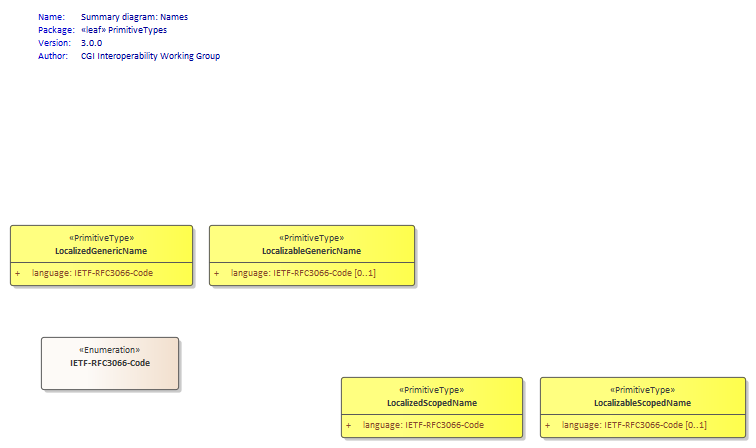 Name: Summary diagram: Names
Package: «leaf» PrimitiveTypes
Version: 3.0.0
Author: CGI Interoperability Working Group
«PrimitiveType»
LocalizedGenericName
+ language: IETF-RFC3066-Code
«PrimitiveType»
LocalizableGenericName
+ language: IETF-RFC3066-Code [0..1]
«Enumeration»
IETF-RFC3066-Code
«PrimitiveType»
LocalizedScopedName
+ language: IETF-RFC3066-Code
«PrimitiveType»
LocalizableScopedName
+ language: IETF-RFC3066-Code [0..1]